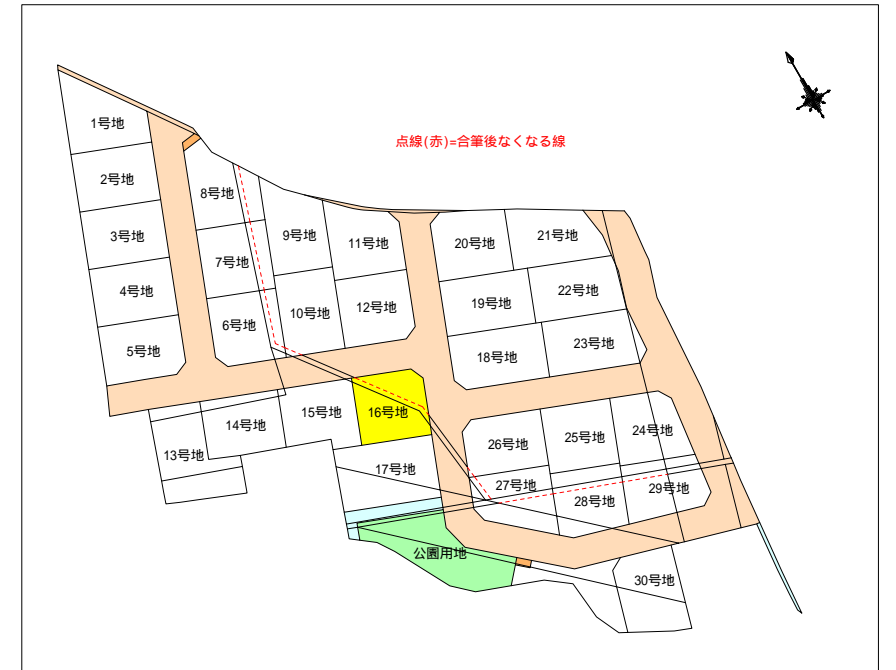 点線(赤)=合筆後なくなる線
1号地
2号地
3号地
4号地
5号地
8号地
7号地
6号地
9号地
10号地
11号地
12号地
20号地
21号地
19号地
22号地
18号地
23号地
13号地
14号地
15号地
16号地
17号地
26号地
25号地
24号地
27号地
28号地
29号地
公園用地
30号地